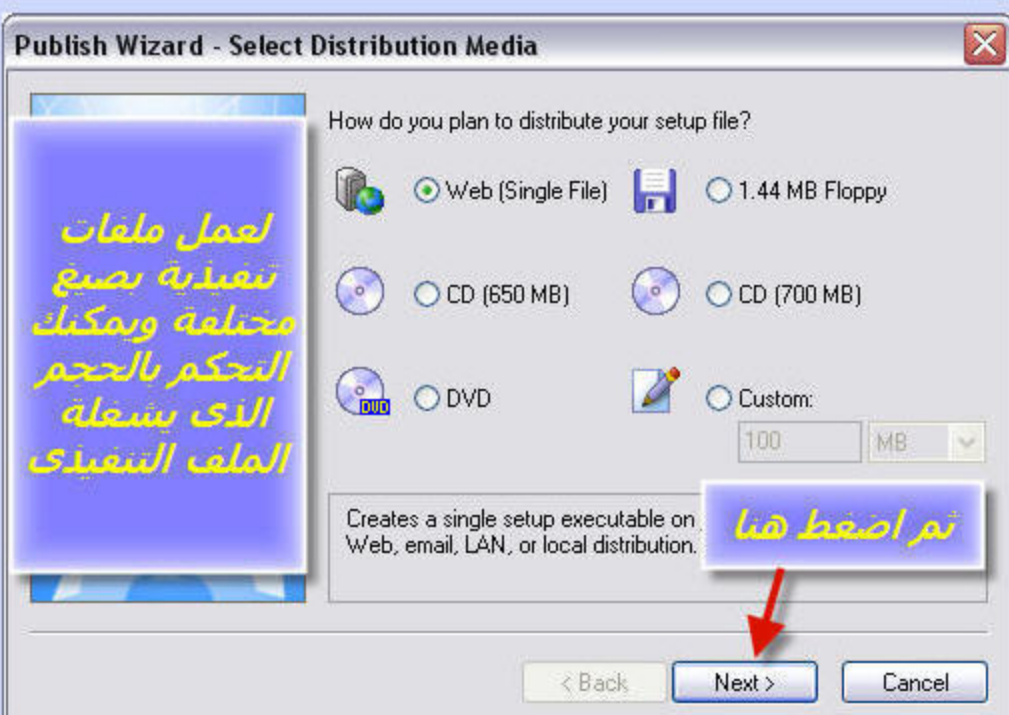 Publish Wizard - Select Distribution Media
How do you plan to distribute your setup file?
Web (Single File)
1.44 MB Floppy
CD (650 MB)
CD (700 MB)
DVD
DVD
Custom:
100
MB
لعمل ملفات
تنفيذية بصيغ
مختلفة ويمكنك
التحكم بالحجم
الذى يشغلة
الملف التنفيذى
Creates a single setup executable on
Web, email, LAN, or local distribution.
ثم اضغط هنا
< Back
Next >
Cancel